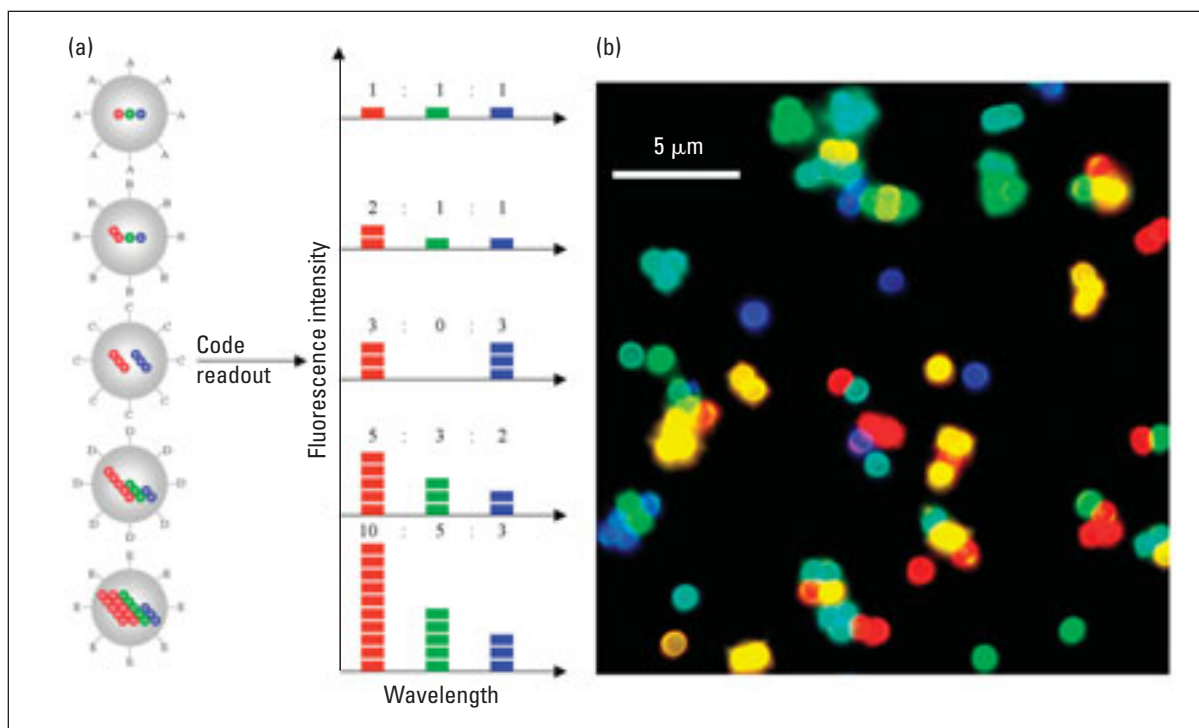 (a)
A
A A
A A
A A
A
B
B B
B
B
C
C C
C C
C C
C
D
D D
D D
D D
D
E
E
Code
readout
Fluorescence intensity
1 : 1 : 1
2 : 1 : 1
3 : 0 : 3
5 : 3 : 2
10 : 5 : 3
Wavelength
(b)
5 μm